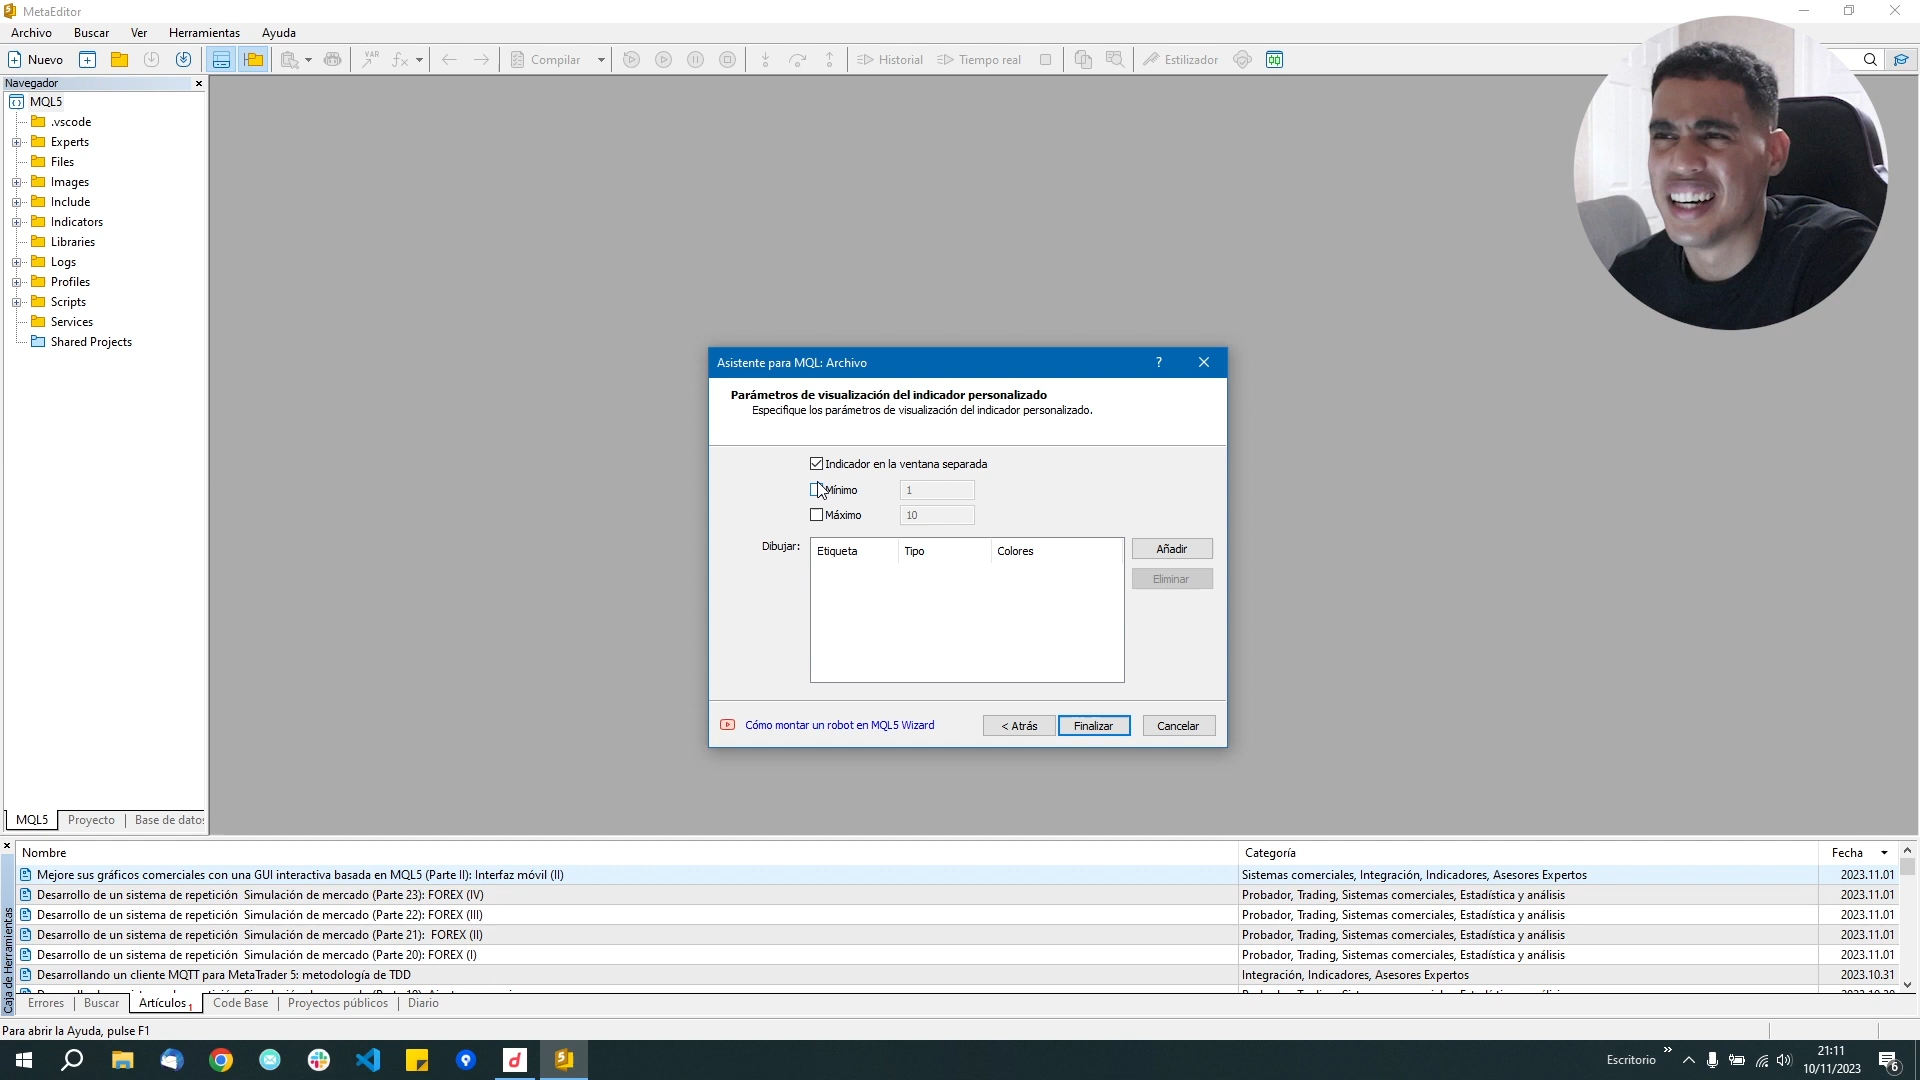 MetaEditor
Archivo Buscar Ver Herramientas Ayuda
Nuevo VAR fx Compilar Historial Tiempo real Estilizador
Navegador
MQL5
.vscode
Experts
Files
Images
Include
Indicators
Libraries
Logs
Profiles
Scripts
Services
Shared Projects
MQL5 Proyecto Base de datos
Asistente para MQL: Archivo ?
Parámetros de visualización del indicador personalizado
Especifique los parámetros de visualización del indicador personalizado.
Indicador en la ventana separada
Mínimo 1
Máximo 10
Dibujar: Etiqueta Tipo Colores Añadir
Eliminar
Cómo montar un robot en MQL5 Wizard < Atrás Finalizar Cancelar
Caja de Herramientas
Nombre Categoría Fecha
Mejore sus gráficos comerciales con una GUI interactiva basada en MQL5 (Parte II): Interfaz móvil (II) Sistemas comerciales, Integración, Indicadores, Asesores Expertos 2023.11.01
Desarrollo de un sistema de repetición Simulación de mercado (Parte 23): FOREX (IV) Probador, Trading, Sistemas comerciales, Estadística y análisis 2023.11.01
Desarrollo de un sistema de repetición Simulación de mercado (Parte 22): FOREX (III) Probador, Trading, Sistemas comerciales, Estadística y análisis 2023.11.01
Desarrollo de un sistema de repetición Simulación de mercado (Parte 21): FOREX (II) Probador, Trading, Sistemas comerciales, Estadística y análisis 2023.11.01
Desarrollo de un sistema de repetición Simulación de mercado (Parte 20): FOREX (I) Probador, Trading, Sistemas comerciales, Estadística y análisis 2023.11.01
Desarrollando un cliente MQTT para MetaTrader 5: metodología de TDD Integración, Indicadores, Asesores Expertos 2023.10.31
Errores Buscar Artículos 1 Code Base Proyectos públicos Diario
Para abrir la Ayuda, pulse F1
Escritorio 21:11
10/11/2023
6